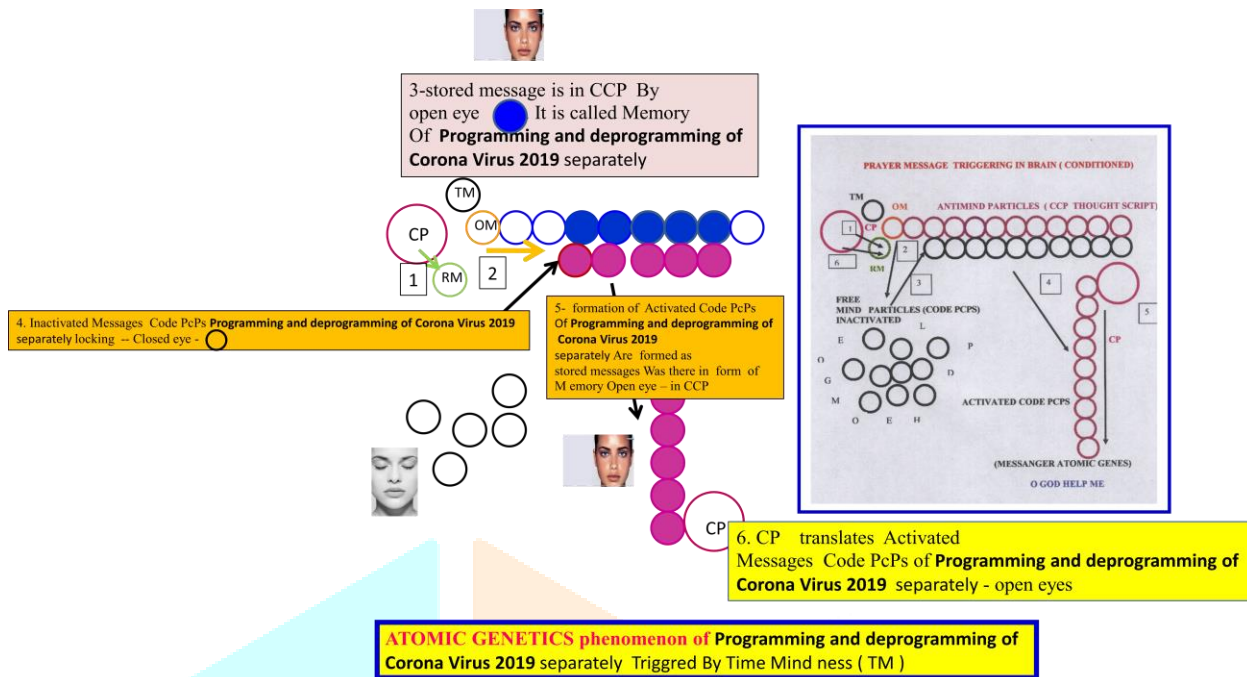 3-stored message is in CCP By
open eye It is called Memory
Of Programming and deprogramming of
Corona Virus 2019 separately
TM
CP
OM
RM
1
2
4. Inactivated Messages Code PcPs Programming and deprogramming of Corona Virus 2019
separately locking -- Closed eye -
5- formation of Activated Code PcPs
Of Programming and deprogramming of
Corona Virus 2019
separately Are formed as
stored messages Was there in form of
M emory Open eye – in CCP
CP
6. CP translates Activated
Messages Code PcPs of Programming and deprogramming of
Corona Virus 2019 separately - open eyes
ATOMIC GENETICS phenomenon of Programming and deprogramming of
Corona Virus 2019 separately Triggred By Time Mind ness ( TM )
PRAYER MESSAGE TRIGGERING IN BRAIN ( CONDITIONED)
TM
OM
ANTIMIND PARTICLES ( CCP THOUGHT SCRIPT)
1
CP
6
RM
2
3
4
5
CP
FREE
MIND PARTICLES (CODE PCPS)
INACTIVATED
L
E
P
O
G
D
M
O
E
H
ACTIVATED CODE PCPS
(MESSANGER ATOMIC GENES)
O GOD HELP ME